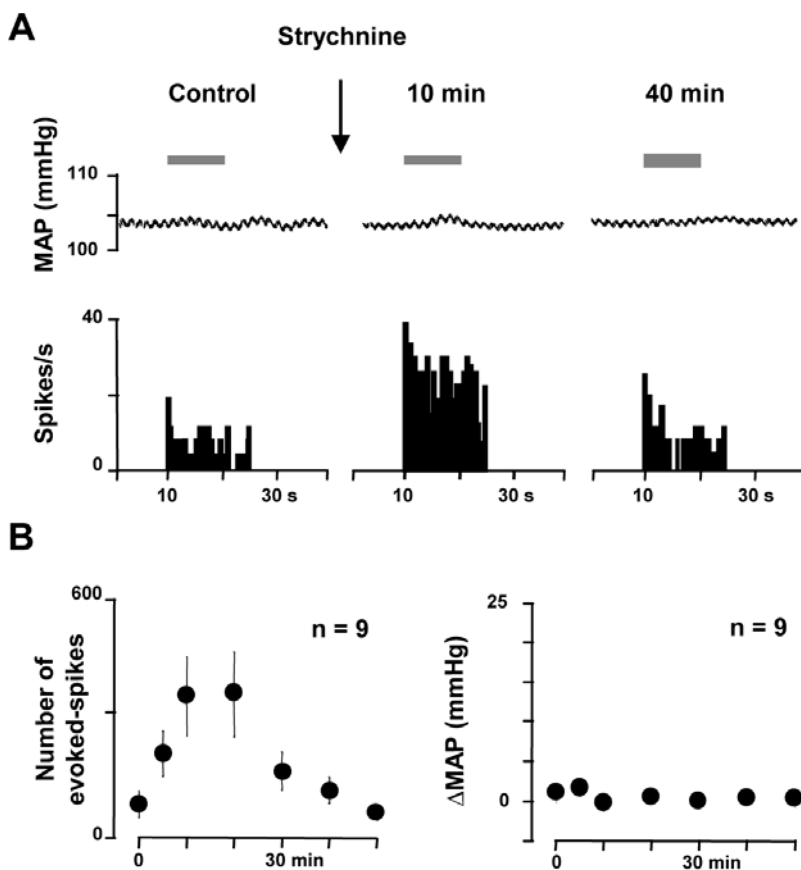 A
Strychnine
Control 10 min 40 min
MAP (mmHg)
110
100
Spikes/s
40
0
10 30 s 10 30 s 10 30 s
B
Number of
evoked-spikes
600
0
n = 9
0 30 min
ΔMAP (mmHg)
25
0
n = 9
0 30 min